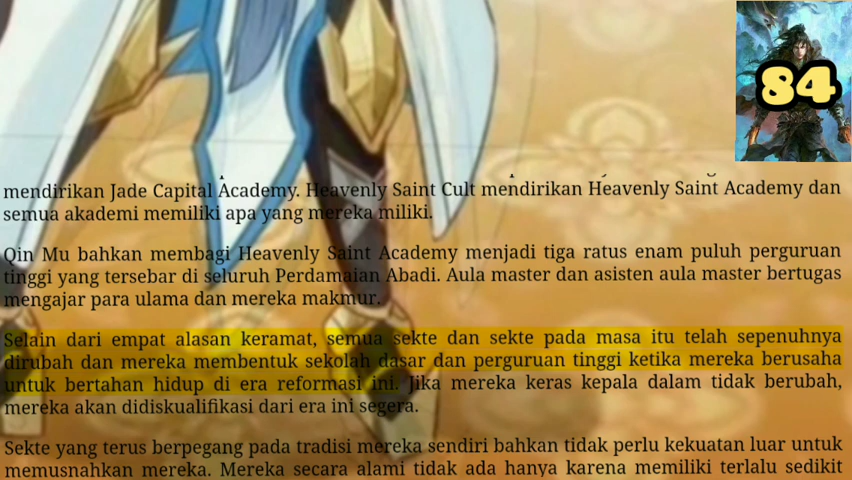 84
mendirikan Jade Capital Academy. Heavenly Saint Cult mendirikan Heavenly Saint Academy dan
semua akademi memiliki apa yang mereka miliki.
Qin Mu bahkan membagi Heavenly Saint Academy menjadi tiga ratus enam puluh perguruan
tinggi yang tersebar di seluruh Perdamaian Abadi. Aula master dan asisten aula master bertugas
mengajar para ulama dan mereka makmur.
Selain dari empat alasan keramat, semua sekte dan sekte pada masa itu telah sepenuhnya
dirubah dan mereka membentuk sekolah dasar dan perguruan tinggi ketika mereka berusaha
untuk bertahan hidup di era reformasi ini. Jika mereka keras kepala dalam tidak berubah,
mereka akan didiskualifikasi dari era ini segera.
Sekte yang terus berpegang pada tradisi mereka sendiri bahkan tidak perlu kekuatan luar untuk
memusnahkan mereka. Mereka secara alami tidak ada hanya karena memiliki terlalu sedikit